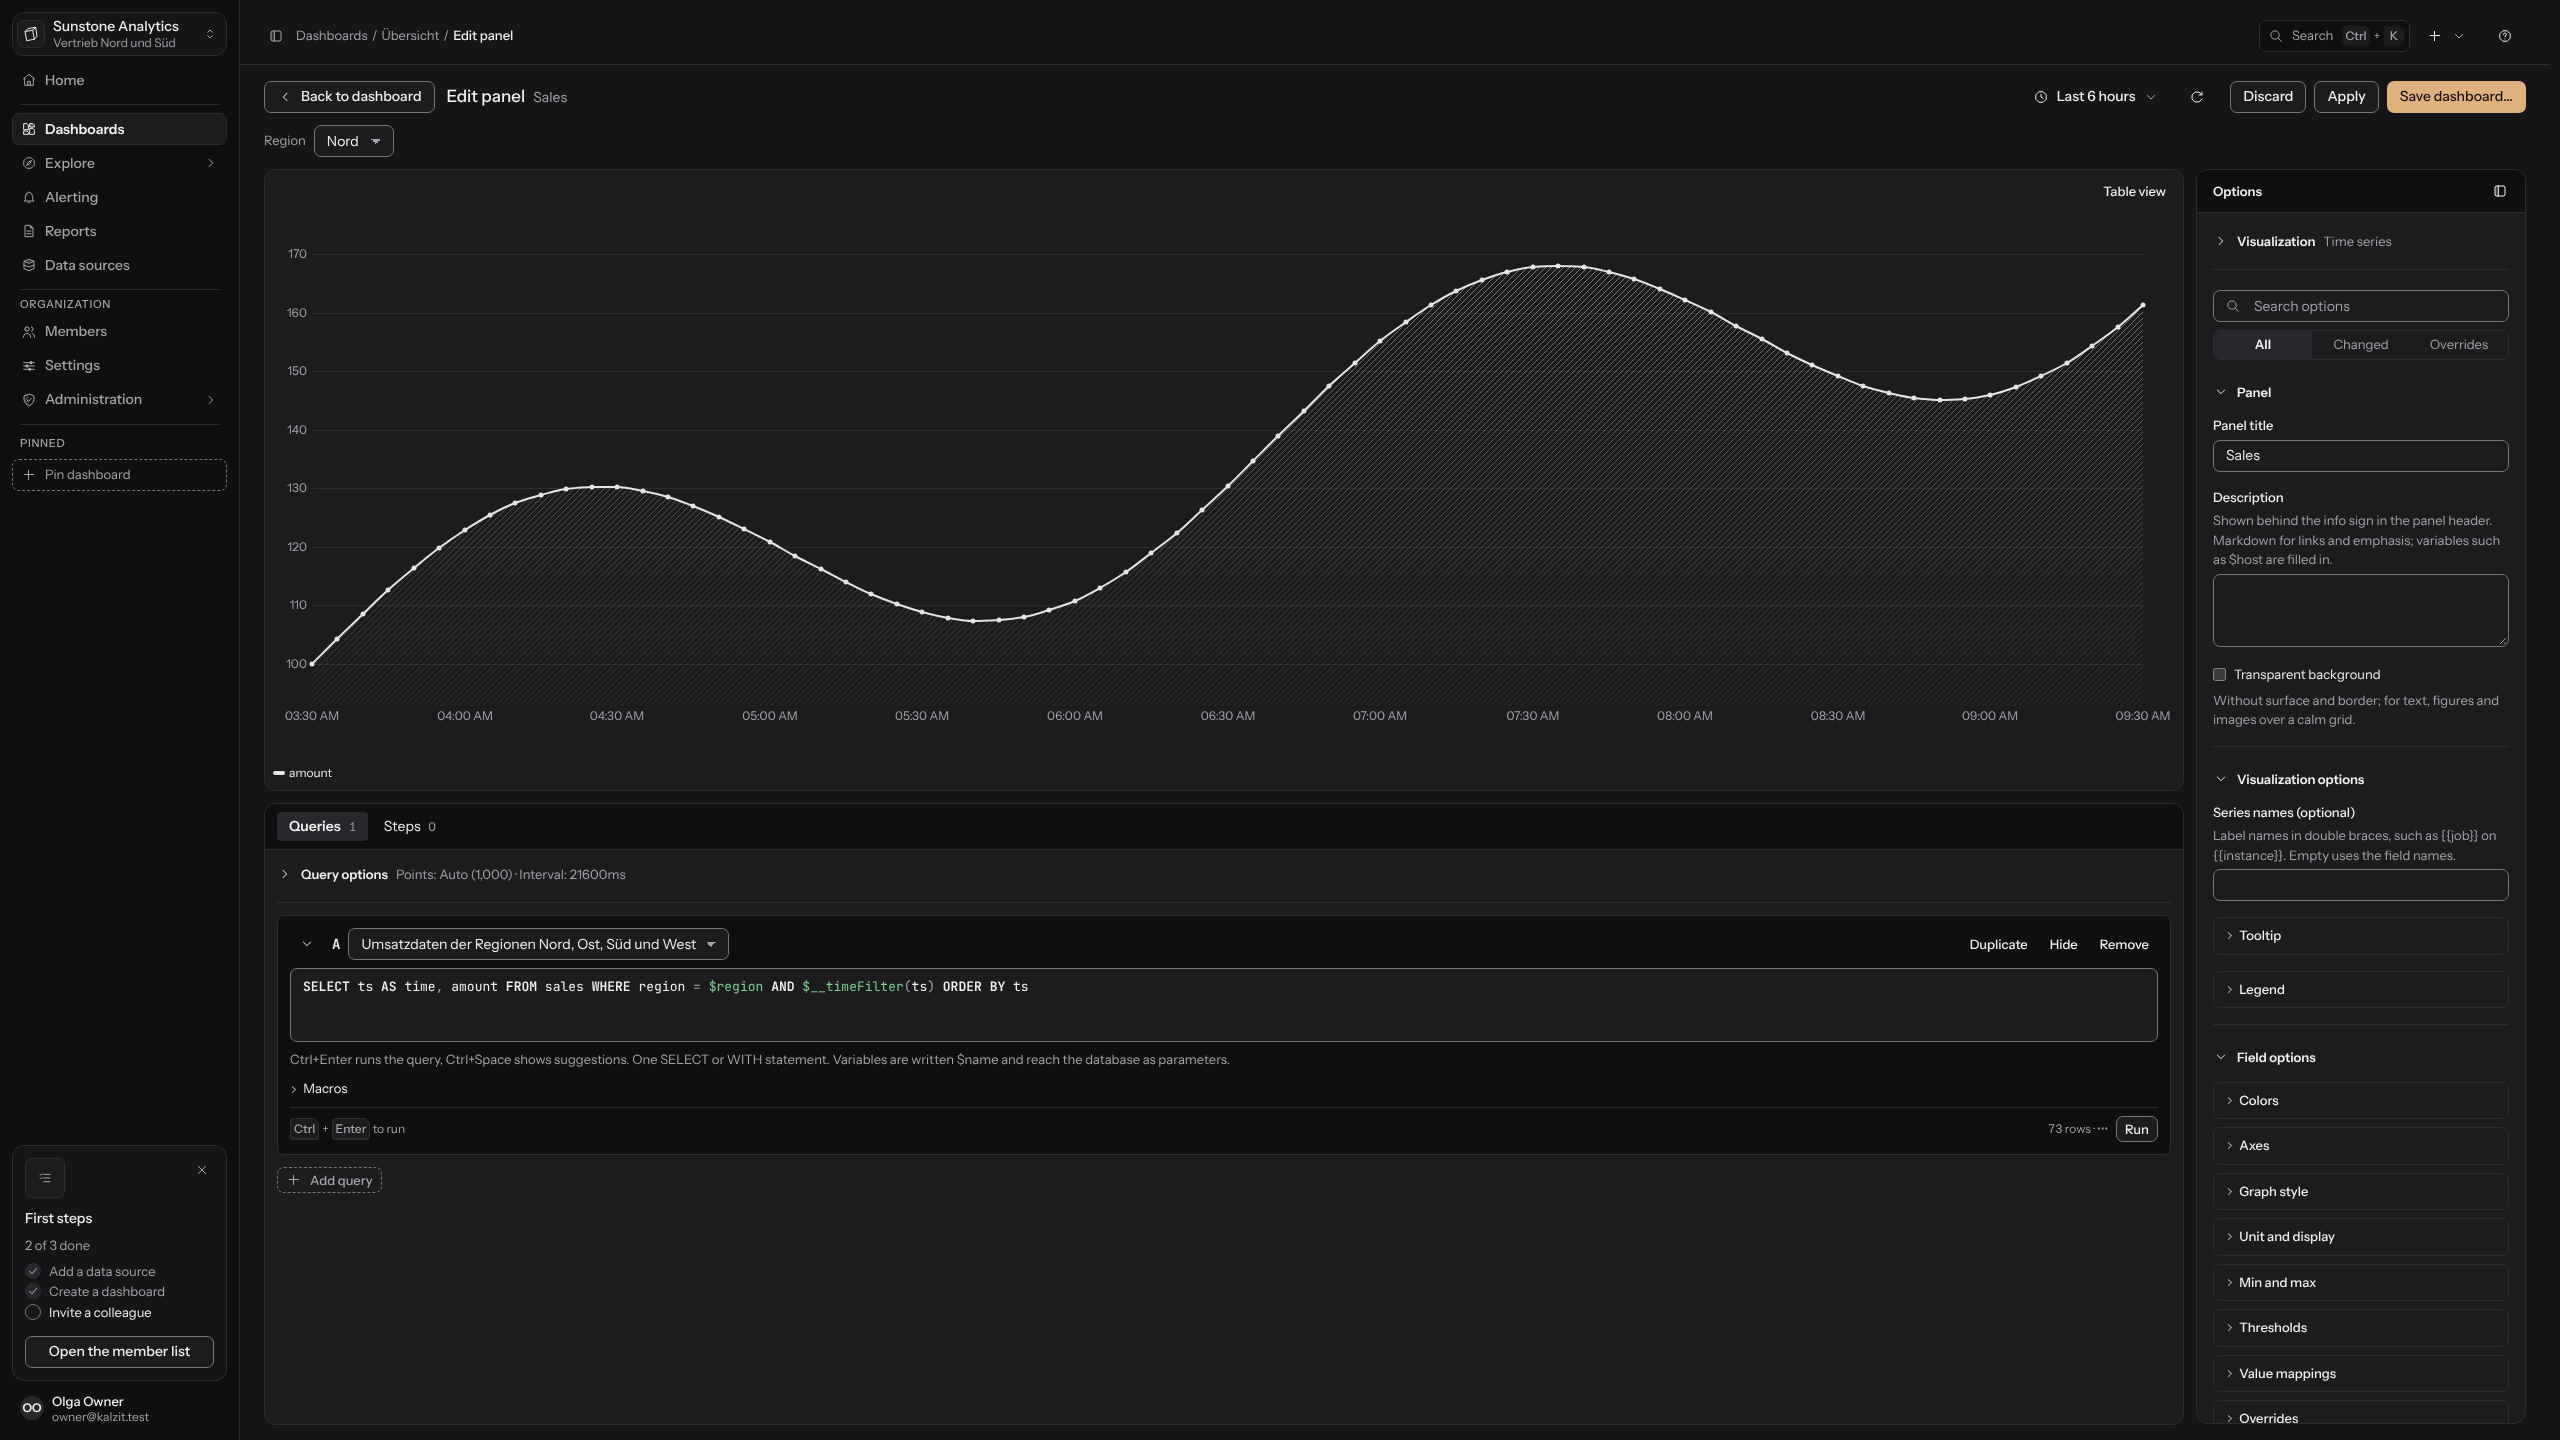 Sunstone Analytics
Vertrieb Nord und Süd
Home
Dashboards
Explore
Alerting
Reports
Data sources
ORGANIZATION
Members
Settings
Administration
PINNED
Pin dashboard
First steps
2 of 3 done
Add a data source
Create a dashboard
Invite a colleague
Open the member list
OO
Olga Owner
owner@kalzit.test
Dashboards / Übersicht / Edit panel
Search Ctrl + K
Back to dashboard Edit panel Sales
Last 6 hours Discard Apply Save dashboard...
Region Nord
Table view
170
160
150
140
130
120
110
100
03:30 AM 04:00 AM 04:30 AM 05:00 AM 05:30 AM 06:00 AM 06:30 AM 07:00 AM 07:30 AM 08:00 AM 08:30 AM 09:00 AM 09:30 AM
amount
Queries 1 Steps 0
Query options Points: Auto (1,000) · Interval: 21600ms
A Umsatzdaten der Regionen Nord, Ost, Süd und West Duplicate Hide Remove
SELECT ts AS time, amount FROM sales WHERE region = $region AND $__timeFilter(ts) ORDER BY ts
Ctrl+Enter runs the query, Ctrl+Space shows suggestions. One SELECT or WITH statement. Variables are written $name and reach the database as parameters.
Macros
Ctrl + Enter to run 73 rows · ··· Run
Add query
Options
Visualization Time series
Search options
All Changed Overrides
Panel
Panel title
Sales
Description
Shown behind the info sign in the panel header.
Markdown for links and emphasis; variables such
as $host are filled in.
Transparent background
Without surface and border; for text, figures and
images over a calm grid.
Visualization options
Series names (optional)
Label names in double braces, such as {{job}} on
{{instance}}. Empty uses the field names.
Tooltip
Legend
Field options
Colors
Axes
Graph style
Unit and display
Min and max
Thresholds
Value mappings
Overrides